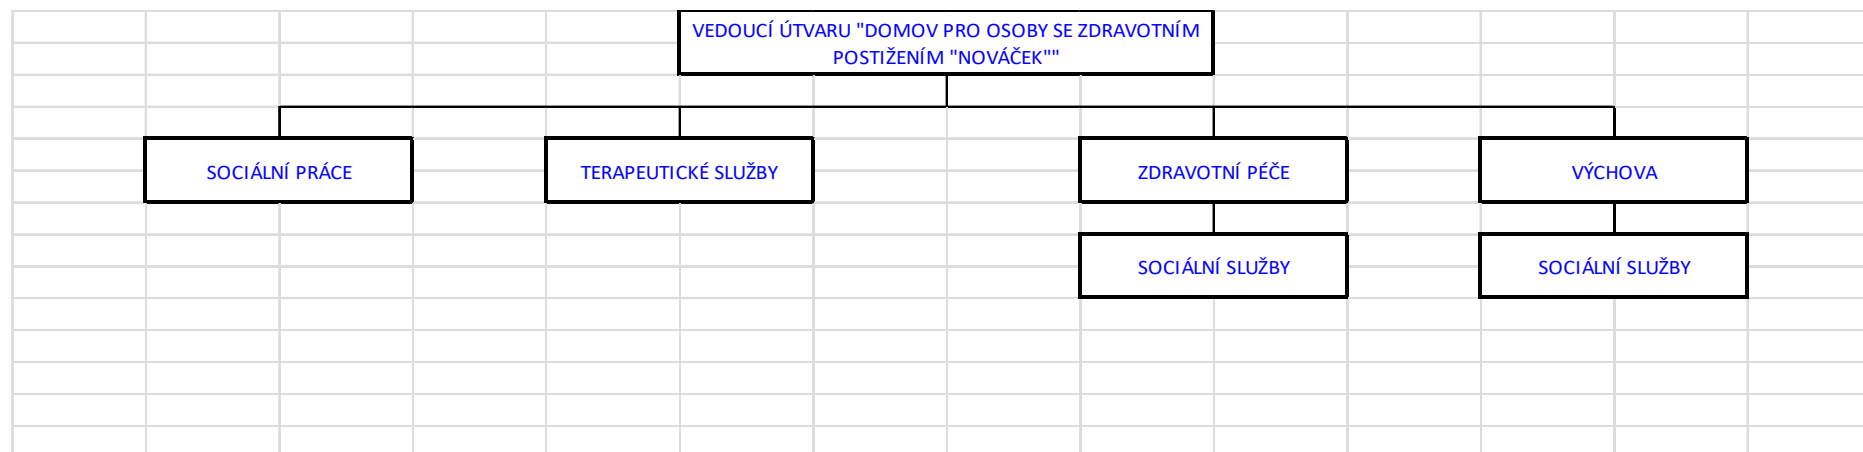 VEDOUCÍ ÚTVARU "DOMOV PRO OSOBY SE ZDRAVOTNÍM
POSTIŽENÍM "NOVÁČEK""
SOCIÁLNÍ PRÁCE
TERAPEUTICKÉ SLUŽBY
ZDRAVOTNÍ PÉČE
VÝCHOVA
SOCIÁLNÍ SLUŽBY
SOCIÁLNÍ SLUŽBY